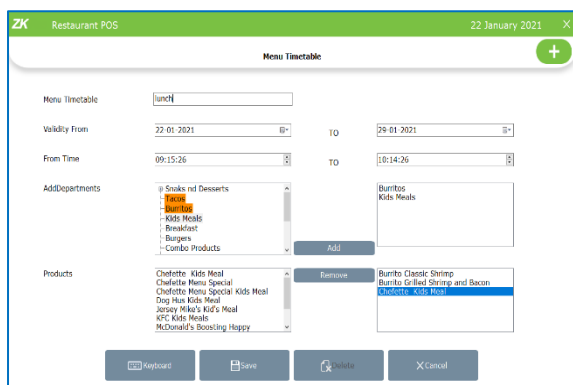 ZK Restaurant POS 22 January 2021 X
Menu Timetable
+
Menu Timetable lunch
Validity From 22-01-2021 TO 29-01-2021
From Time 09:15:26 TO 10:14:26
AddDepartments
Snaks nd Desserts
Tacos
Burritos
Kids Meals
Breakfast
Burgers
Combo Products
Add
Burritos
Kids Meals
Products
Chefette Kids Meal
Chefette Menu Special
Chefette Menu Special Kids Meal
Dog Hus Kids Meal
Jersey Mike's Kid's Meal
KFC Kids Meals
McDonald's Boosting Happy
Remove
Burrito Classic Shrimp
Burrito Grilled Shrimp and Bacon
Chefette Kids Meal
Keyboard Save Delete X Cancel